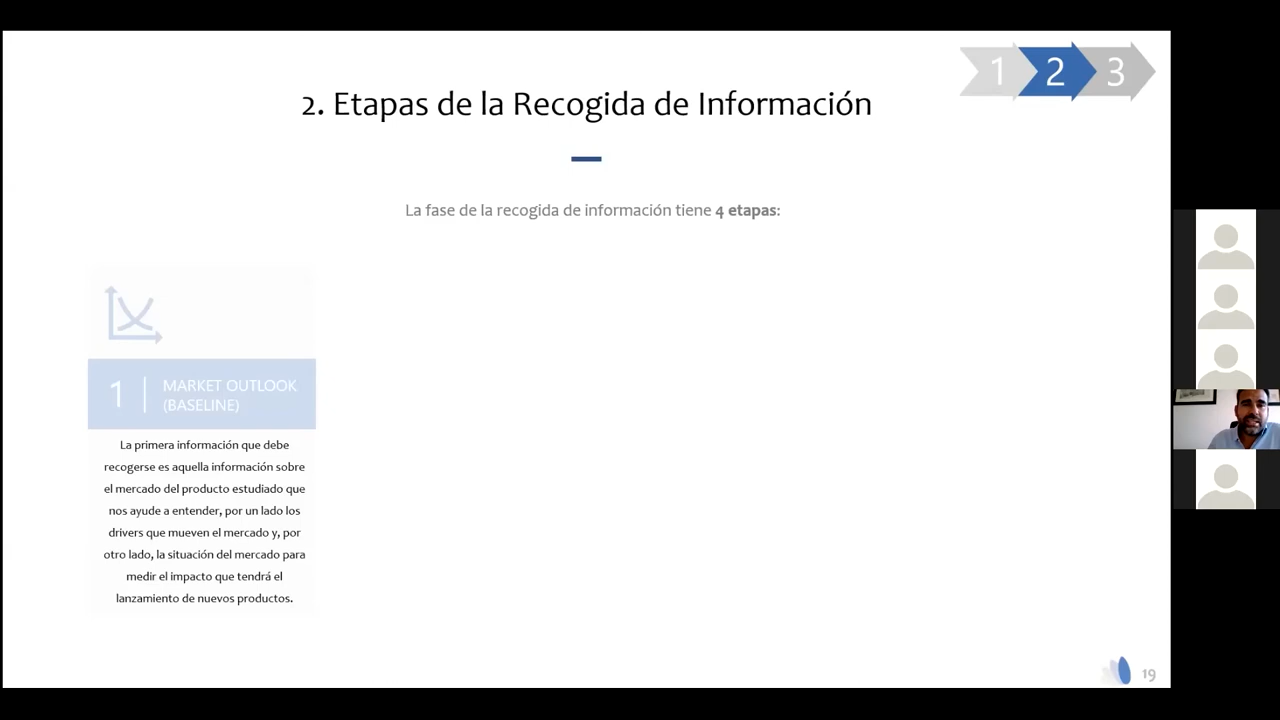 1 2 3
2. Etapas de la Recogida de Información
La fase de la recogida de información tiene 4 etapas:
1 | MARKET OUTLOOK
(BASELINE)
La primera información que debe
recogerse es aquella información sobre
el mercado del producto estudiado que
nos ayude a entender, por un lado los
drivers que mueven el mercado y, por
otro lado, la situación del mercado para
medir el impacto que tendrá el
lanzamiento de nuevos productos.
19